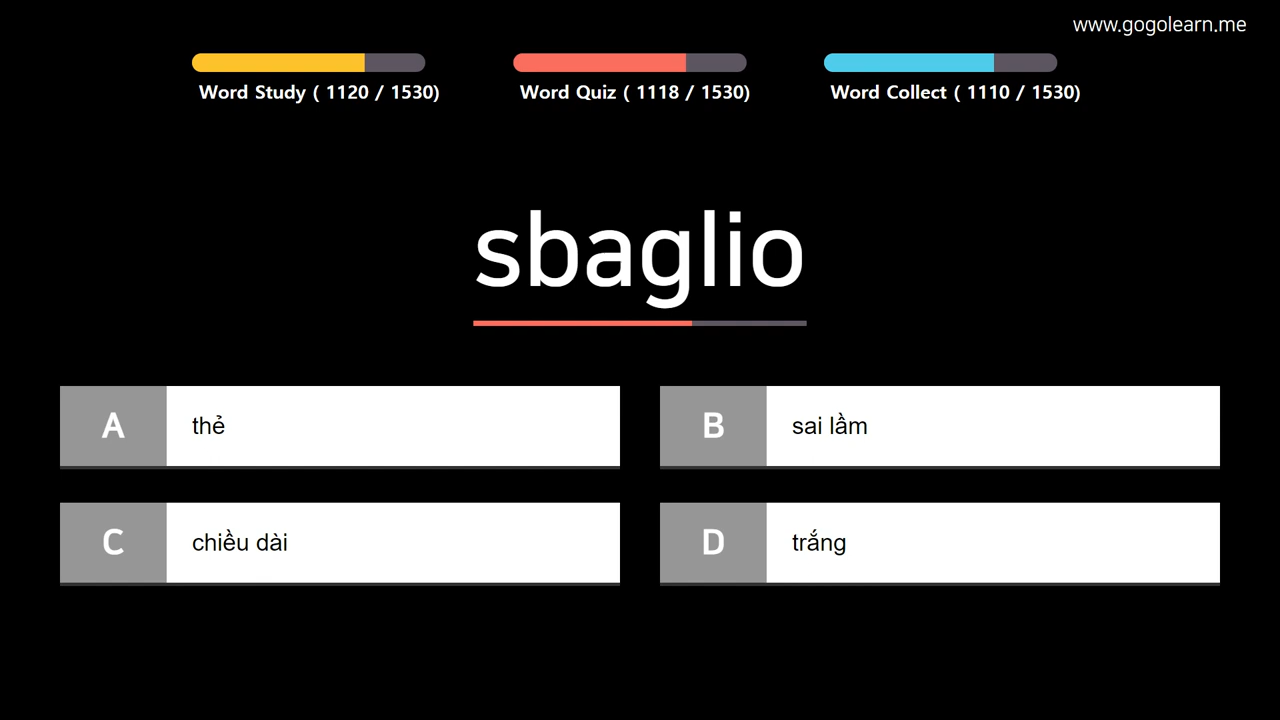 www.gogolearn.me
Word Study ( 1120 / 1530)
Word Quiz ( 1118 / 1530)
Word Collect ( 1110 / 1530)
sbaglio
A thẻ
B sai lầm
C chiều dài
D trắng